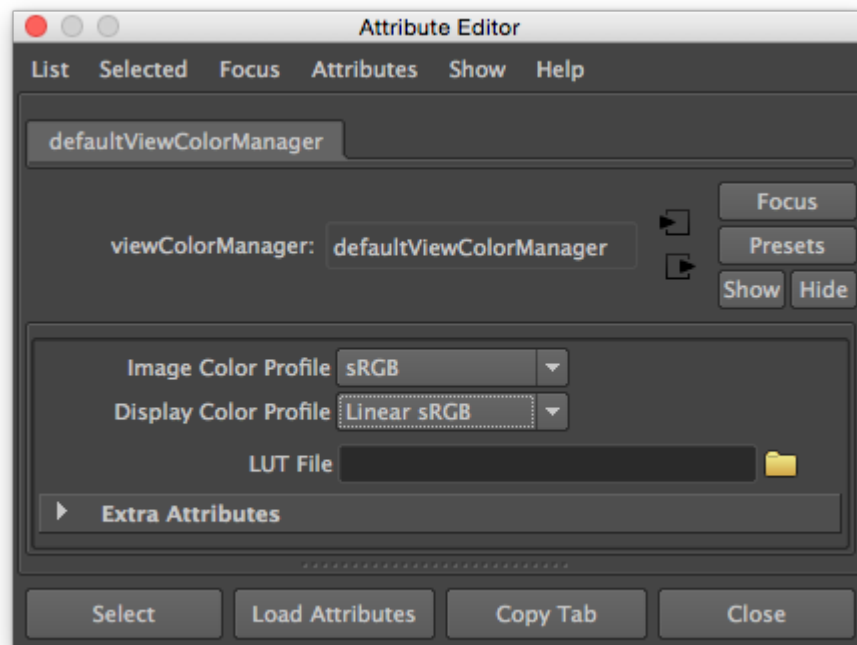 Attribute Editor
List Selected Focus Attributes Show Help
defaultViewColorManager
Focus
viewColorManager: defaultViewColorManager
Presets
Show Hide
Image Color Profile sRGB
Display Color Profile Linear sRGB
LUT File
Extra Attributes
Select Load Attributes Copy Tab Close